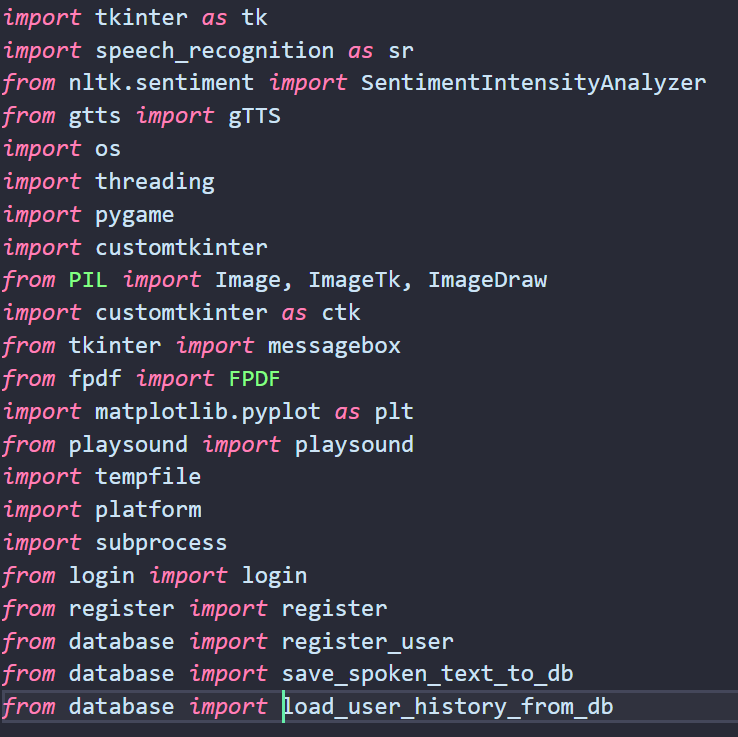 import tkinter as tk
import speech_recognition as sr
from nltk.sentiment import SentimentIntensityAnalyzer
from gtts import gTTS
import os
import threading
import pygame
import customtkinter
from PIL import Image, ImageTk, ImageDraw
import customtkinter as ctk
from tkinter import messagebox
from fpdf import FPDF
import matplotlib.pyplot as plt
from playsound import playsound
import tempfile
import platform
import subprocess
from login import login
from register import register
from database import register_user
from database import save_spoken_text_to_db
from database import load_user_history_from_db